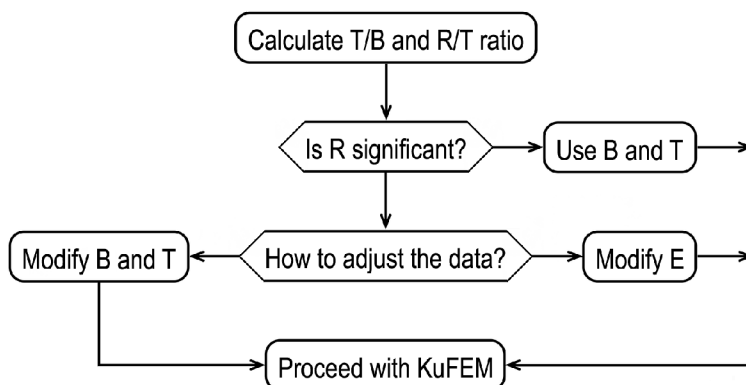 Calculate T/B and R/T ratio
Is R significant?
Use B and T
Modify B and T
How to adjust the data?
Modify E
Proceed with KuFEM